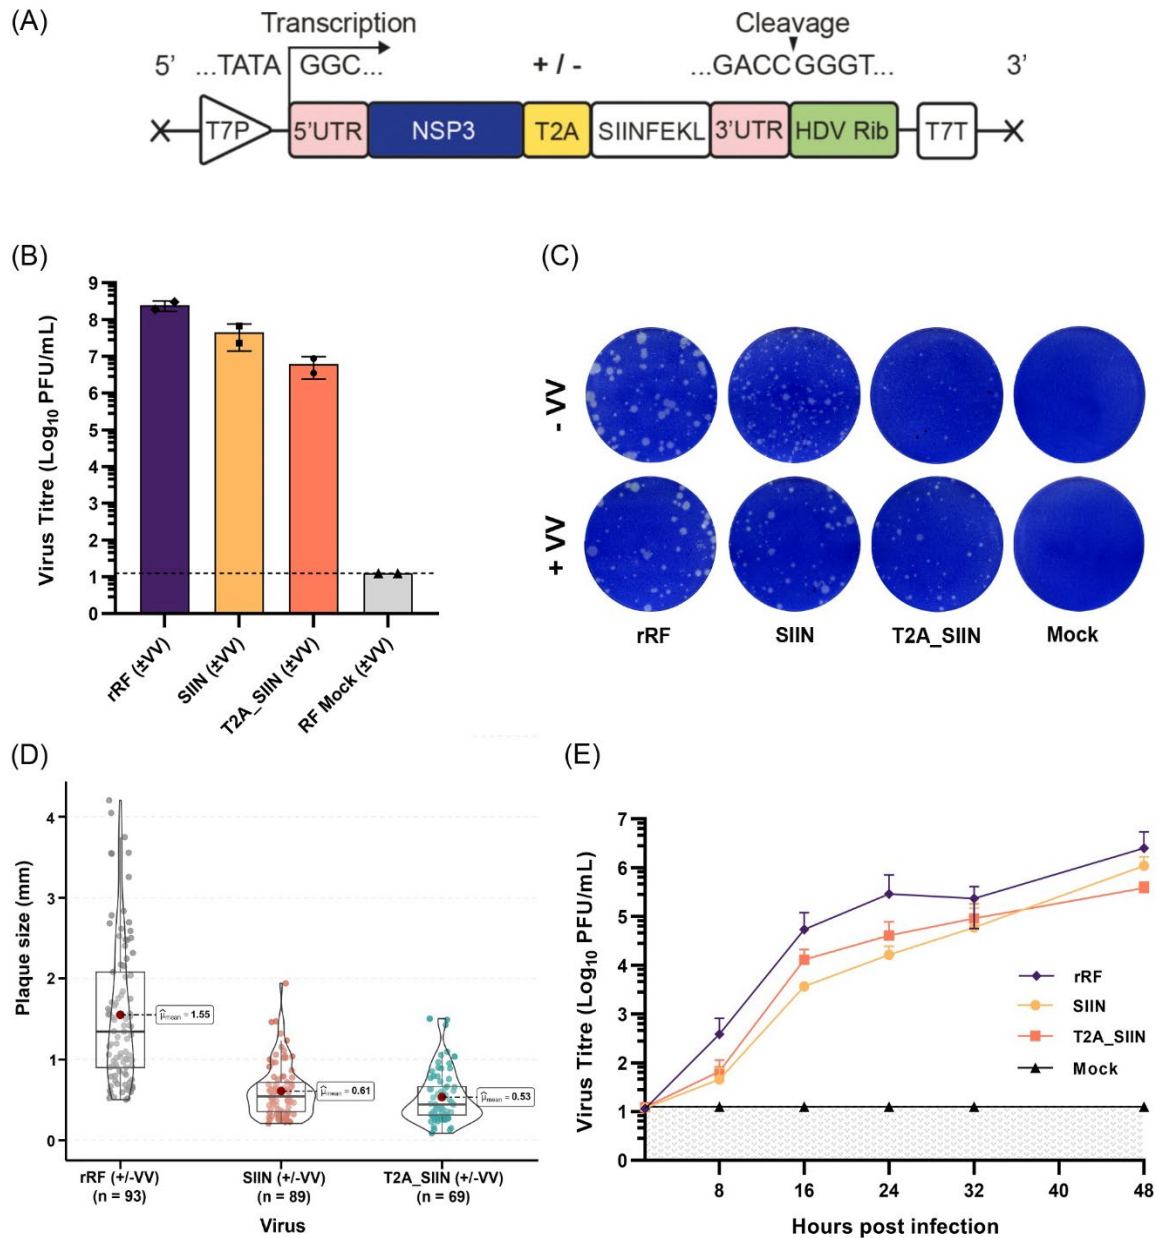 (A)
Transcription
Cleavage
5' ...TATA GGC... + / - ...GACC GGGT... 3'
T7P 5'UTR NSP3 T2A SIINFEKL 3'UTR HDV Rib T7T
(B)
Virus Titre (Log10 PFU/mL)
9
8
7
6
5
4
3
2
1
0
rRF (±VV)
SIIN (±VV)
T2A_SIIN (±VV)
RF Mock (±VV)
(C)
- VV
+ VV
rRF SIIN T2A_SIIN Mock
(D)
Plaque size (mm)
4
3
2
1
0
μ̂mean = 1.55
μ̂mean = 0.61
μ̂mean = 0.53
rRF (+/-VV) SIIN (+/-VV) T2A_SIIN (+/-VV)
(n = 93) (n = 89) (n = 69)
Virus
(E)
Virus Titre (Log10 PFU/mL)
7
6
5
4
3
2
1
0
rRF
SIIN
T2A_SIIN
Mock
8 16 24 32 40 48
Hours post infection